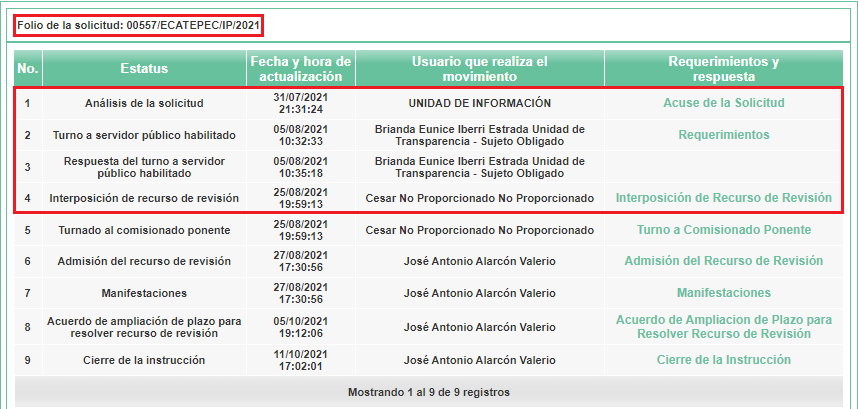 Folio de la solicitud: 00557/ECATEPEC/IP/2021
No. Estatus Fecha y hora de actualización Usuario que realiza el movimiento Requerimientos y respuesta
1 Análisis de la solicitud 31/07/2021 21:31:24 UNIDAD DE INFORMACIÓN Acuse de la Solicitud
2 Turno a servidor público habilitado 05/08/2021 10:32:33 Brianda Eunice Iberri Estrada Unidad de Transparencia - Sujeto Obligado Requerimientos
3 Respuesta del turno a servidor público habilitado 05/08/2021 10:35:18 Brianda Eunice Iberri Estrada Unidad de Transparencia - Sujeto Obligado
4 Interposición de recurso de revisión 25/08/2021 19:59:13 Cesar No Proporcionado No Proporcionado Interposición de Recurso de Revisión
5 Turnado al comisionado ponente 25/08/2021 19:59:13 Cesar No Proporcionado No Proporcionado Turno a Comisionado Ponente
6 Admisión del recurso de revisión 27/08/2021 17:30:56 José Antonio Alarcón Valerio Admisión del Recurso de Revisión
7 Manifestaciones 27/08/2021 17:30:56 José Antonio Alarcón Valerio Manifestaciones
8 Acuerdo de ampliación de plazo para resolver recurso de revisión 05/10/2021 19:12:06 José Antonio Alarcón Valerio Acuerdo de Ampliacion de Plazo para Resolver Recurso de Revisión
9 Cierre de la instrucción 11/10/2021 17:02:01 José Antonio Alarcón Valerio Cierre de la Instrucción
Mostrando 1 al 9 de 9 registros